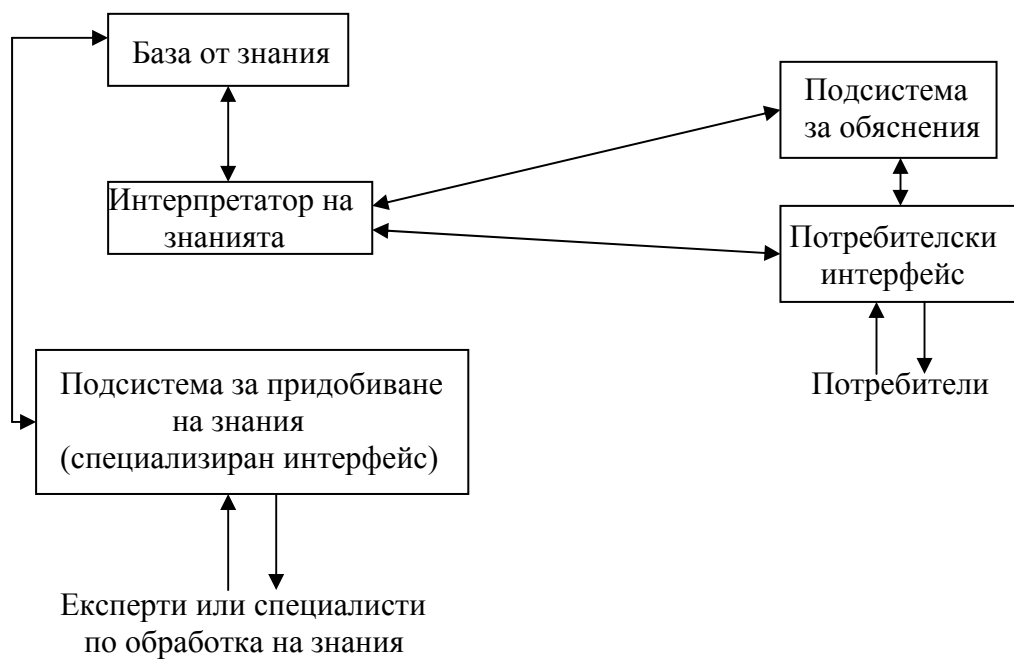 База от знания
Подсистема
за обяснения
Интерпретатор на
знанията
Потребителски
интерфейс
Подсистема за придобиване
на знания
(специализиран интерфейс)
Потребители
Експерти или специалисти
по обработка на знания